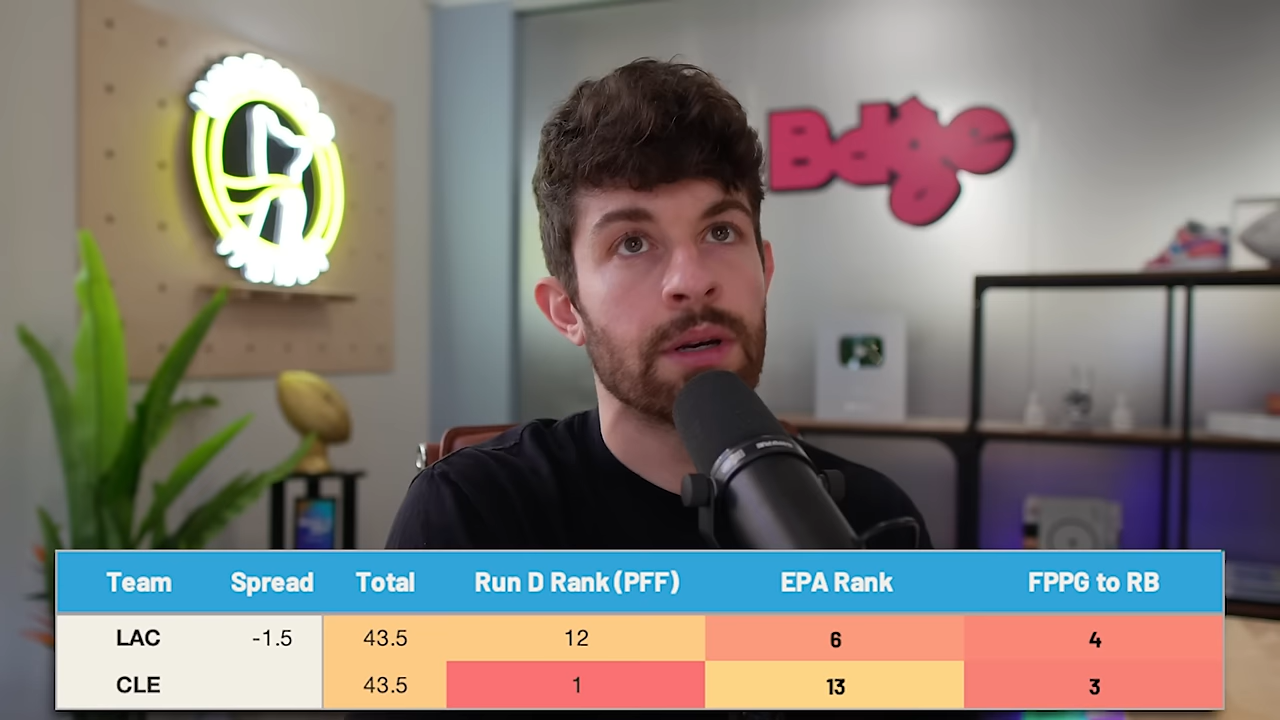 Bdge
Team Spread Total Run D Rank (PFF) EPA Rank FPPG to RB
LAC -1.5 43.5 12 6 4
CLE 43.5 1 13 3